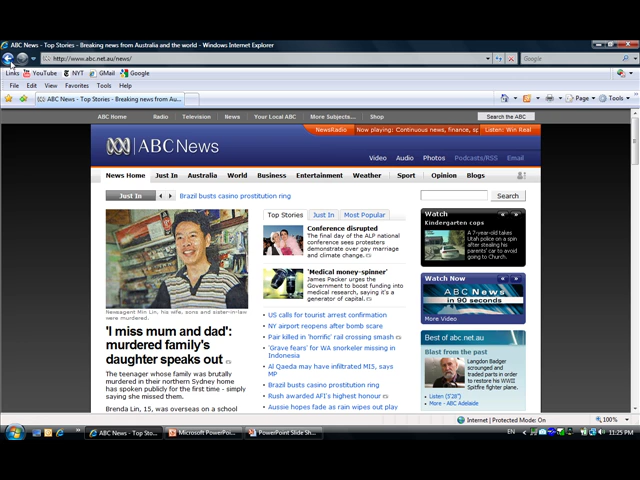 ABC News - Top Stories - Breaking news from Australia and the world - Windows Internet Explorer
http://www.abc.net.au/news/
Google
Links YouTube NYT GMail Google
File Edit View Favorites Tools Help
ABC News - Top Stories - Breaking news from Australia and the world - Windows Au...
Page Tools
ABC Home Radio Television News Your Local ABC More Subjects... Shop Search the ABC
NewsRadio Now playing: Continuous news, finance, sp Listen: Win Real
ABC News
Video Audio Photos Podcasts/RSS Email
News Home Just In Australia World Business Entertainment Weather Sport Opinion Blogs
Just In Brazil busts casino prostitution ring Search
Newsagent Min Lin, his wife, sons and sister-in-law were murdered.
'I miss mum and dad':
murdered family's
daughter speaks out
The teenager whose family was brutally
murdered in their northern Sydney home
has spoken publicly for the first time - simply
saying she missed them.
Brenda Lin, 15, was overseas on a school
Top Stories Just In Most Popular
Conference disrupted
The final day of the ALP national
conference sees protesters
demonstrate over gay marriage and
climate change.
'Medical money-spinner'
James Packer urges the
Government to boost funding into
medical research, saying it's a
generator of capital.
US calls for tourist arrest confirmation
NY airport reopens after bomb scare
Pair killed in 'horrific' rail crossing smash
'Grave fears' for WA snorkeler missing in
Indonesia
Al Qaeda may have infiltrated MI5, says
MP
Brazil busts casino prostitution ring
Rush awarded AFI's highest honour
Aussie hopes fade as rain wipes out play
Watch
Kindergarten cops
A 7-year-old takes
Utah police on a spin
after stealing his
parents' car to avoid
going to Church.
Watch Now
ABC News
in 90 seconds
More Video
Best of abc.net.au
Blast from the past
Langdon Badger
scrounged and
traded parts in order
to restore his WWII
Spitfire fighter plane.
Listen (5'28")
More - ABC Adelaide
Internet | Protected Mode: On 100%
ABC News - Top Sto... Microsoft PowerPoi... PowerPoint Slide Sh... EN 11:25 PM